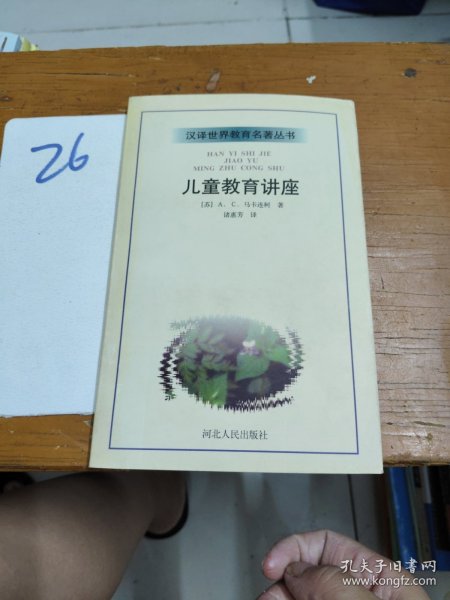 26
汉译世界教育名著丛书
HAN YI SHI JIE
JIAO YU
MING ZHU CONG SHU
儿童教育讲座
[苏] A、C、马卡连柯 著
诸惠芳 译
河北人民出版社
孔夫子旧书网
www.kongfz.com